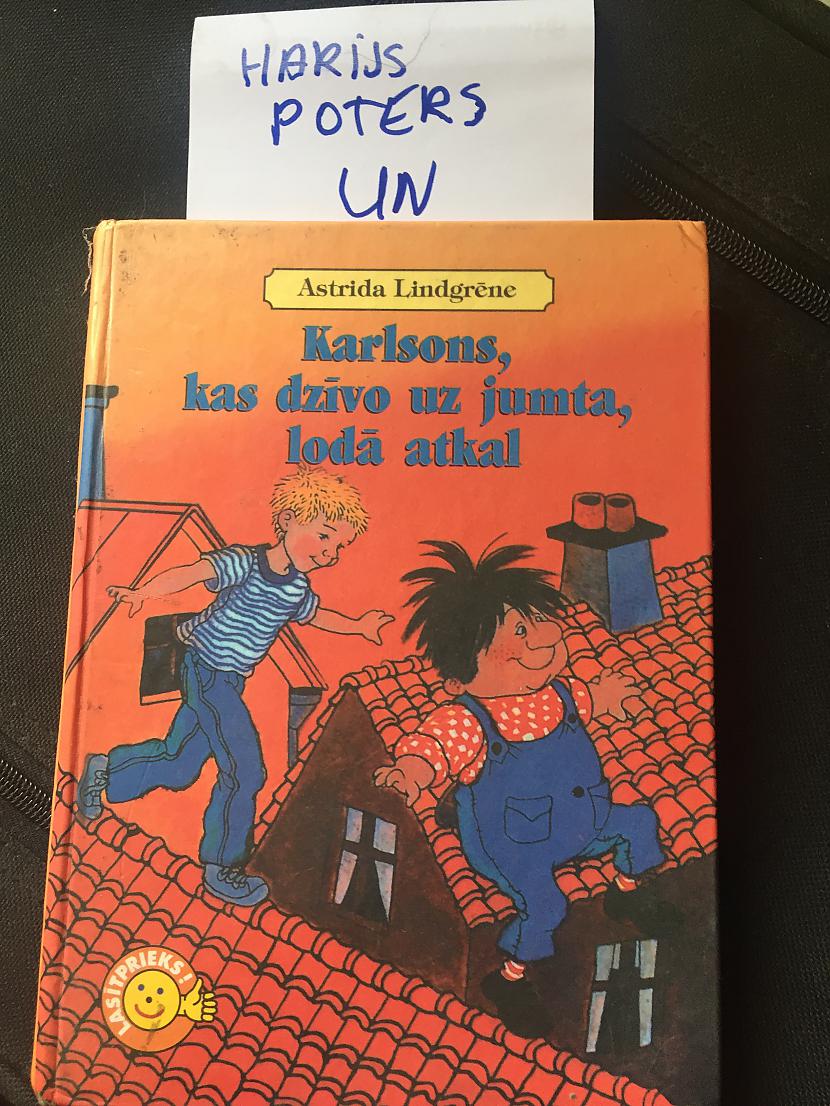 HARIJS
POTERS
UN
Astrida Lindgrēne
Karlsons,
kas dzīvo uz jumta,
lodā atkal
LASĪTPRIEKS!